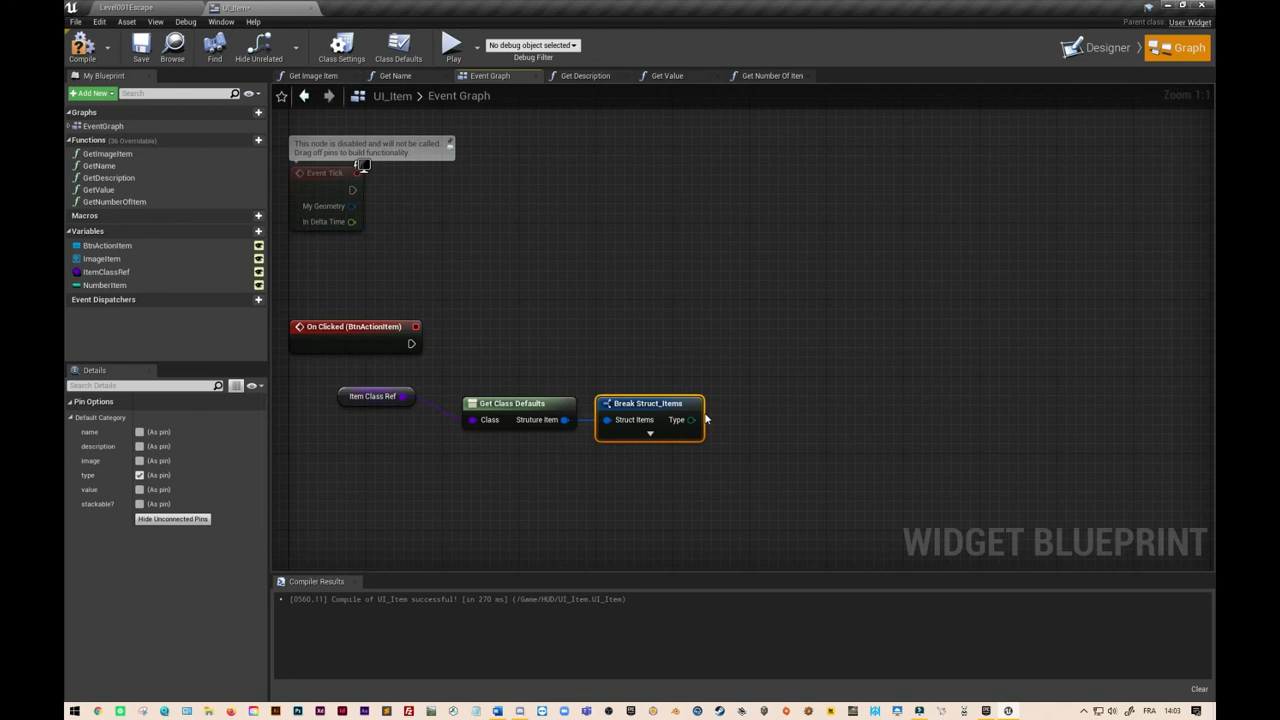 Level001Escape
UI_Item*
File Edit Asset View Debug Window Help
Parent class: User Widget
Compile Save Browse Find Hide Unrelated Class Settings Class Defaults Play
No debug object selected
Debug Filter
Designer
Graph
My Blueprint
Get Image Item Get Name Event Graph Get Description Get Value Get Number Of Iten
+Add New Search
UI_Item > Event Graph
Zoom 1:1
Graphs
EventGraph
Functions (36 Overridable)
GetImageItem
GetName
GetDescription
GetValue
GetNumberOfItem
Macros
Variables
BtnActionItem
ImageItem
ItemClassRef
NumberItem
Event Dispatchers
This node is disabled and will not be called.
Drag off pins to build functionality.
Event Tick
My Geometry
In Delta Time
On Clicked (BtnActionItem)
Item Class Ref
Get Class Defaults
Class Struture Item
Break Struct_Items
Struct Items Type
Details
Search Details
Pin Options
Default Category
name (As pin)
description (As pin)
image (As pin)
type (As pin)
value (As pin)
stackable? (As pin)
Hide Unconnected Pins
WIDGET BLUEPRINT
Compiler Results
[0560,11] Compile of UI_Item successful! [in 270 ms] (/Game/HUD/UI_Item.UI_Item)
Clear
FRA 14:03